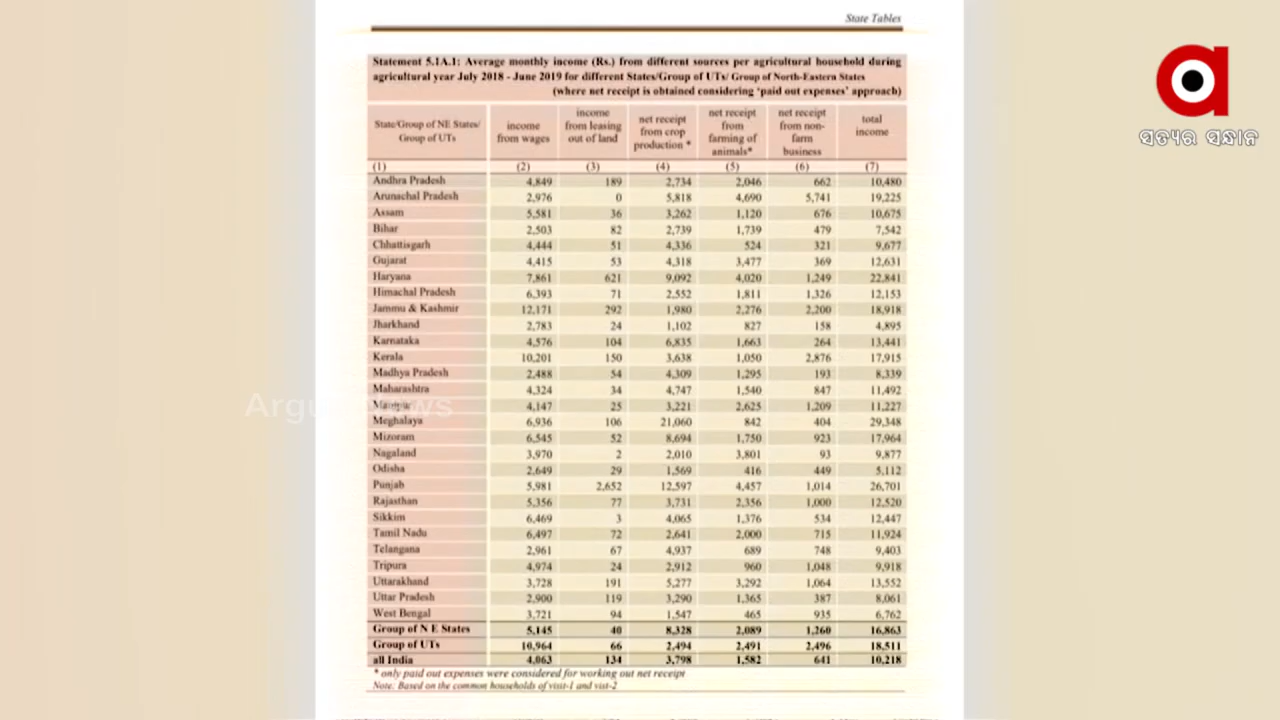 State Tables
ସତ୍ୟର ସନ୍ଧାନ
Statement 5.1A.1: Average monthly income (Rs.) from different sources per agricultural household during
agricultural year July 2018 - June 2019 for different States/Group of UTs/ Group of North-Eastern States
(where net receipt is obtained considering ‘paid out expenses’ approach)
State/Group of NE States/ Group of UTs | income from wages | income from leasing out of land | net receipt from crop production * | net receipt from farming of animals* | net receipt from non-farm business | total income
(1) (2) (3) (4) (5) (6) (7)
Andhra Pradesh 4,849 189 2,734 2,046 662 10,480
Arunachal Pradesh 2,976 0 5,818 4,690 5,741 19,225
Assam 5,581 36 3,262 1,120 676 10,675
Bihar 2,503 82 2,739 1,739 479 7,542
Chhattisgarh 4,444 51 4,336 524 321 9,677
Gujarat 4,415 53 4,318 3,477 369 12,631
Haryana 7,861 621 9,092 4,020 1,249 22,841
Himachal Pradesh 6,393 71 2,552 1,811 1,326 12,153
Jammu & Kashmir 12,171 292 1,980 2,276 2,200 18,918
Jharkhand 2,783 24 1,102 827 158 4,895
Karnataka 4,576 104 6,835 1,663 264 13,441
Kerala 10,201 150 3,638 1,050 2,876 17,915
Madhya Pradesh 2,488 54 4,309 1,295 193 8,339
Maharashtra 4,324 34 4,747 1,540 847 11,492
Manipur 4,147 25 3,221 2,625 1,209 11,227
Argus News
Meghalaya 6,936 106 21,060 842 404 29,348
Mizoram 6,545 52 8,694 1,750 923 17,964
Nagaland 3,970 2 2,010 3,801 93 9,877
Odisha 2,649 29 1,569 416 449 5,112
Punjab 5,981 2,652 12,597 4,457 1,014 26,701
Rajasthan 5,356 77 3,731 2,356 1,000 12,520
Sikkim 6,469 3 4,065 1,376 534 12,447
Tamil Nadu 6,497 72 2,641 2,000 715 11,924
Telangana 2,961 67 4,937 689 748 9,403
Tripura 4,974 24 2,912 960 1,048 9,918
Uttarakhand 3,728 191 5,277 3,292 1,064 13,552
Uttar Pradesh 2,900 119 3,290 1,365 387 8,061
West Bengal 3,721 94 1,547 465 935 6,762
Group of N E States 5,145 40 8,328 2,089 1,260 16,863
Group of UTs 10,964 66 2,494 2,491 2,496 18,511
all India 4,063 134 3,798 1,582 641 10,218
* only paid out expenses were considered for working out net receipt
Note: Based on the common households of visit-1 and vist-2